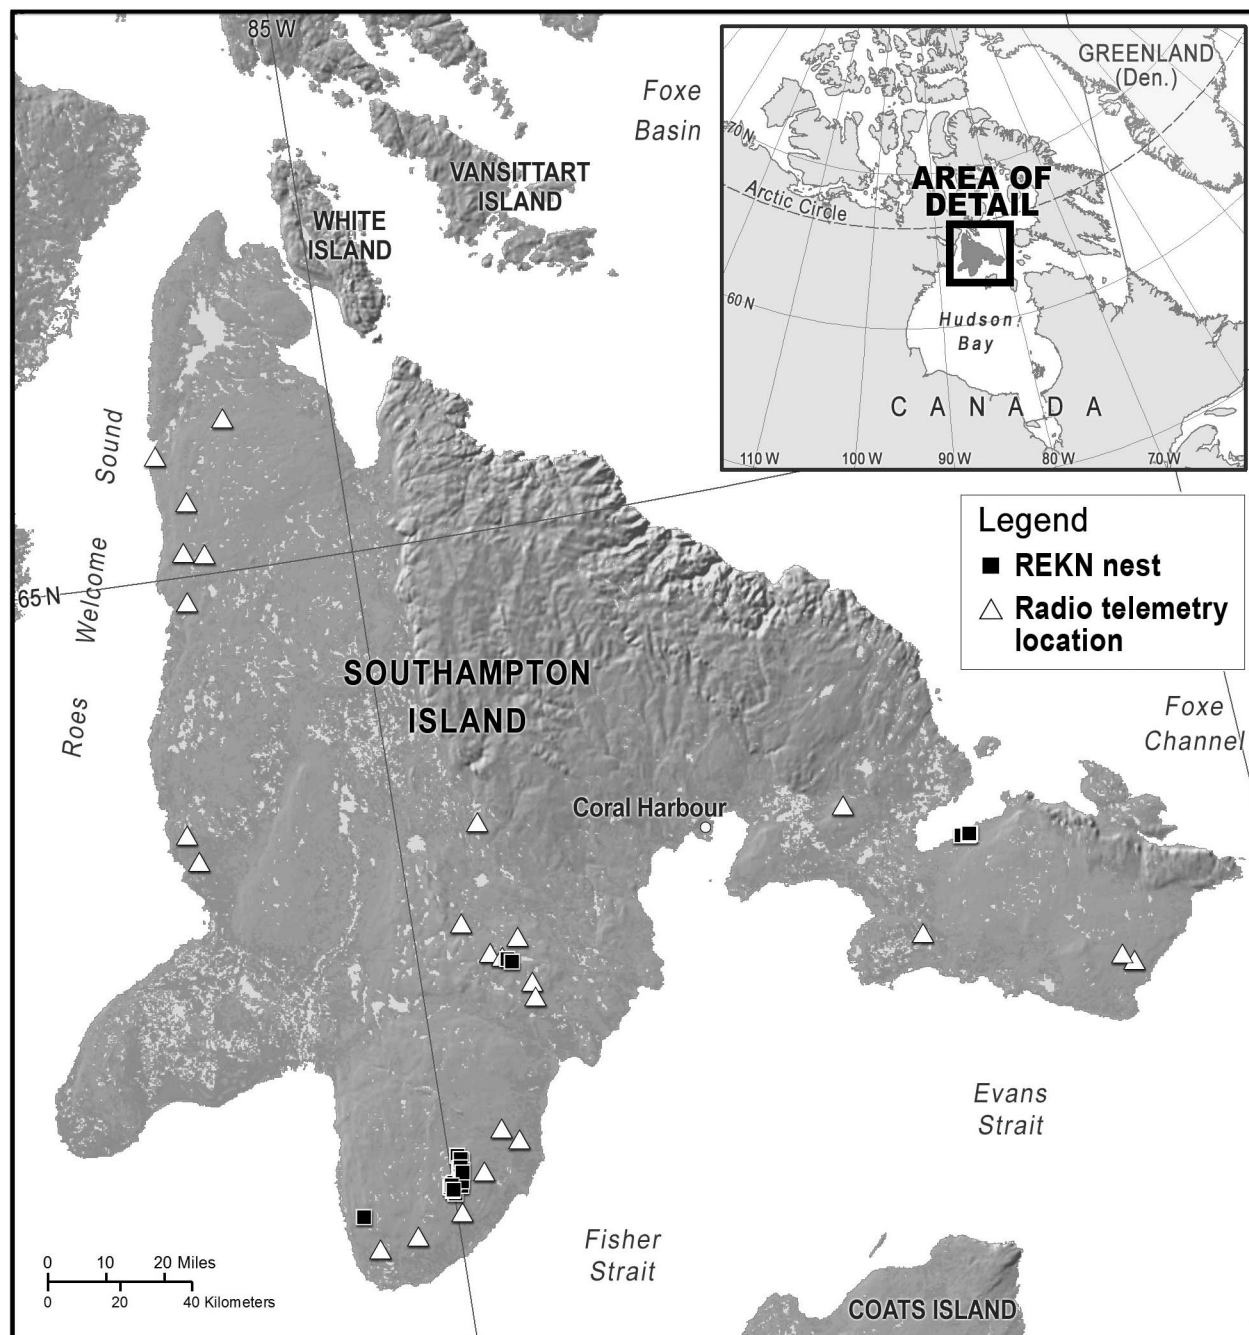 85 W
Foxe
Basin
VANSITTART
ISLAND
WHITE
ISLAND
GREENLAND
(Den.)
70 N
Arctic Circle
AREA OF
DETAIL
60 N
Hudson
Bay
C A N A D A
110 W
100 W
90 W
80 W
70 W
Legend
REKN nest
Radio telemetry
location
65 N
Roes Welcome Sound
SOUTHAMPTON
ISLAND
Foxe
Channel
Coral Harbour
Evans
Strait
Fisher
Strait
COATS ISLAND
0 10 20 Miles
0 20 40 Kilometers